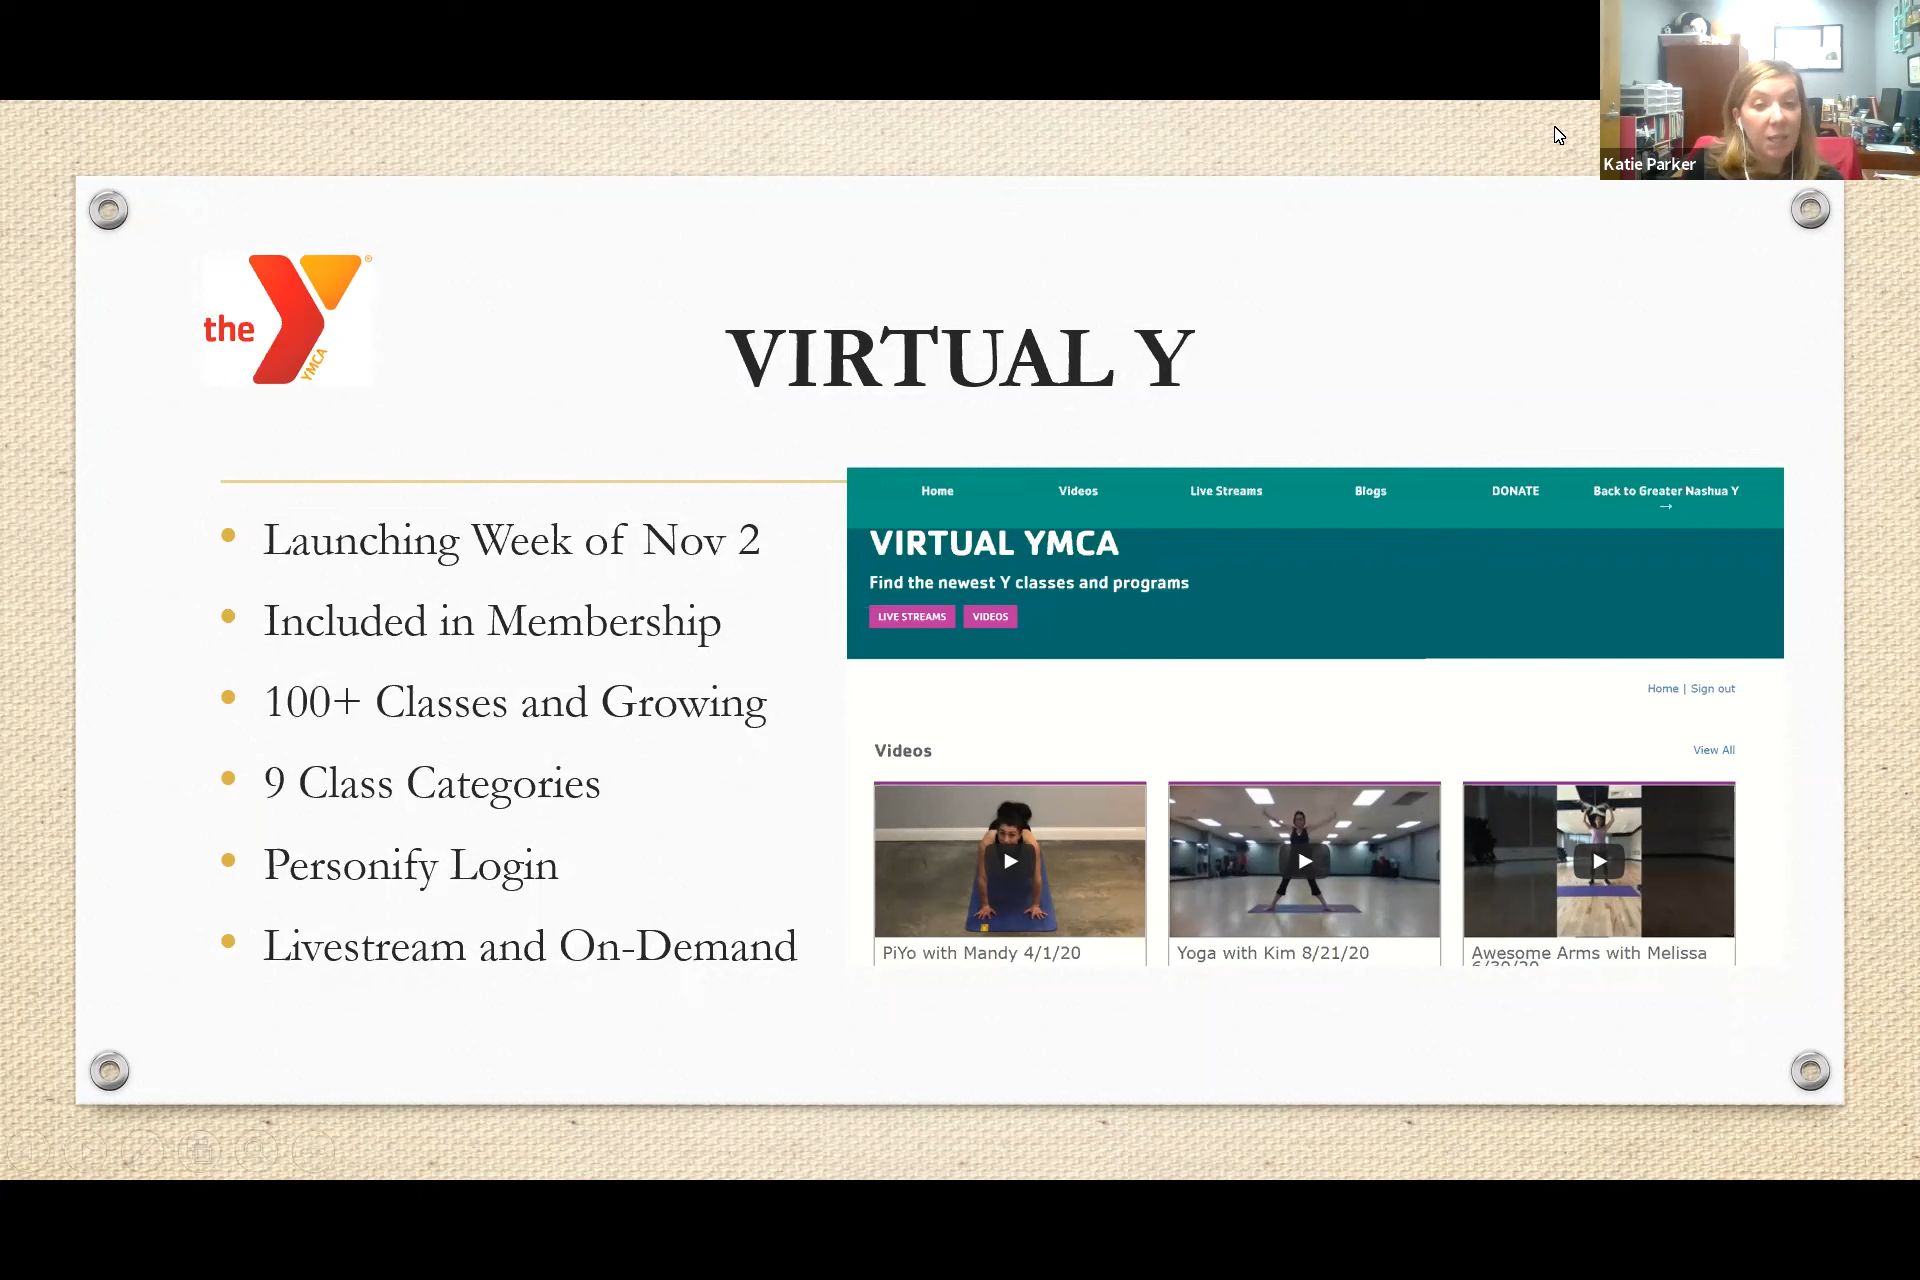 Katie Parker
the
YMCA
®
VIRTUAL Y
Launching Week of Nov 2
Included in Membership
100+ Classes and Growing
9 Class Categories
Personify Login
Livestream and On-Demand
Home Videos Live Streams Blogs DONATE Back to Greater Nashua Y →
VIRTUAL YMCA
Find the newest Y classes and programs
LIVE STREAMS VIDEOS
Home | Sign out
Videos View All
PiYo with Mandy 4/1/20
Yoga with Kim 8/21/20
Awesome Arms with Melissa
6/30/20